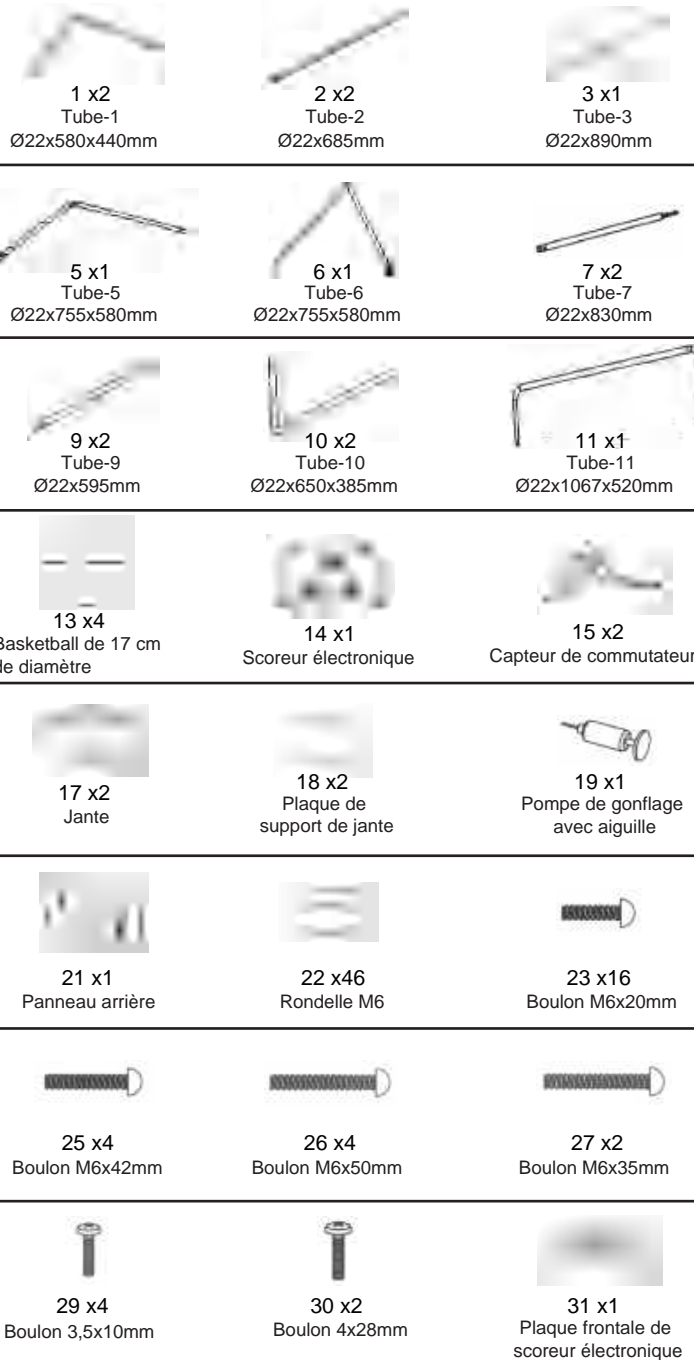 1 x2
Tube-1
Ø22x580x440mm
2 x2
Tube-2
Ø22x685mm
3 x1
Tube-3
Ø22x890mm
5 x1
Tube-5
Ø22x755x580mm
6 x1
Tube-6
Ø22x755x580mm
7 x2
Tube-7
Ø22x830mm
9 x2
Tube-9
Ø22x595mm
10 x2
Tube-10
Ø22x650x385mm
11 x1
Tube-11
Ø22x1067x520mm
13 x4
Basketball de 17 cm
de diamètre
14 x1
Scoreur électronique
15 x2
Capteur de commutateur
17 x2
Jante
18 x2
Plaque de
support de jante
19 x1
Pompe de gonflage
avec aiguille
21 x1
Panneau arrière
22 x46
Rondelle M6
23 x16
Boulon M6x20mm
25 x4
Boulon M6x42mm
26 x4
Boulon M6x50mm
27 x2
Boulon M6x35mm
29 x4
Boulon 3,5x10mm
30 x2
Boulon 4x28mm
31 x1
Plaque frontale de
scoreur électronique